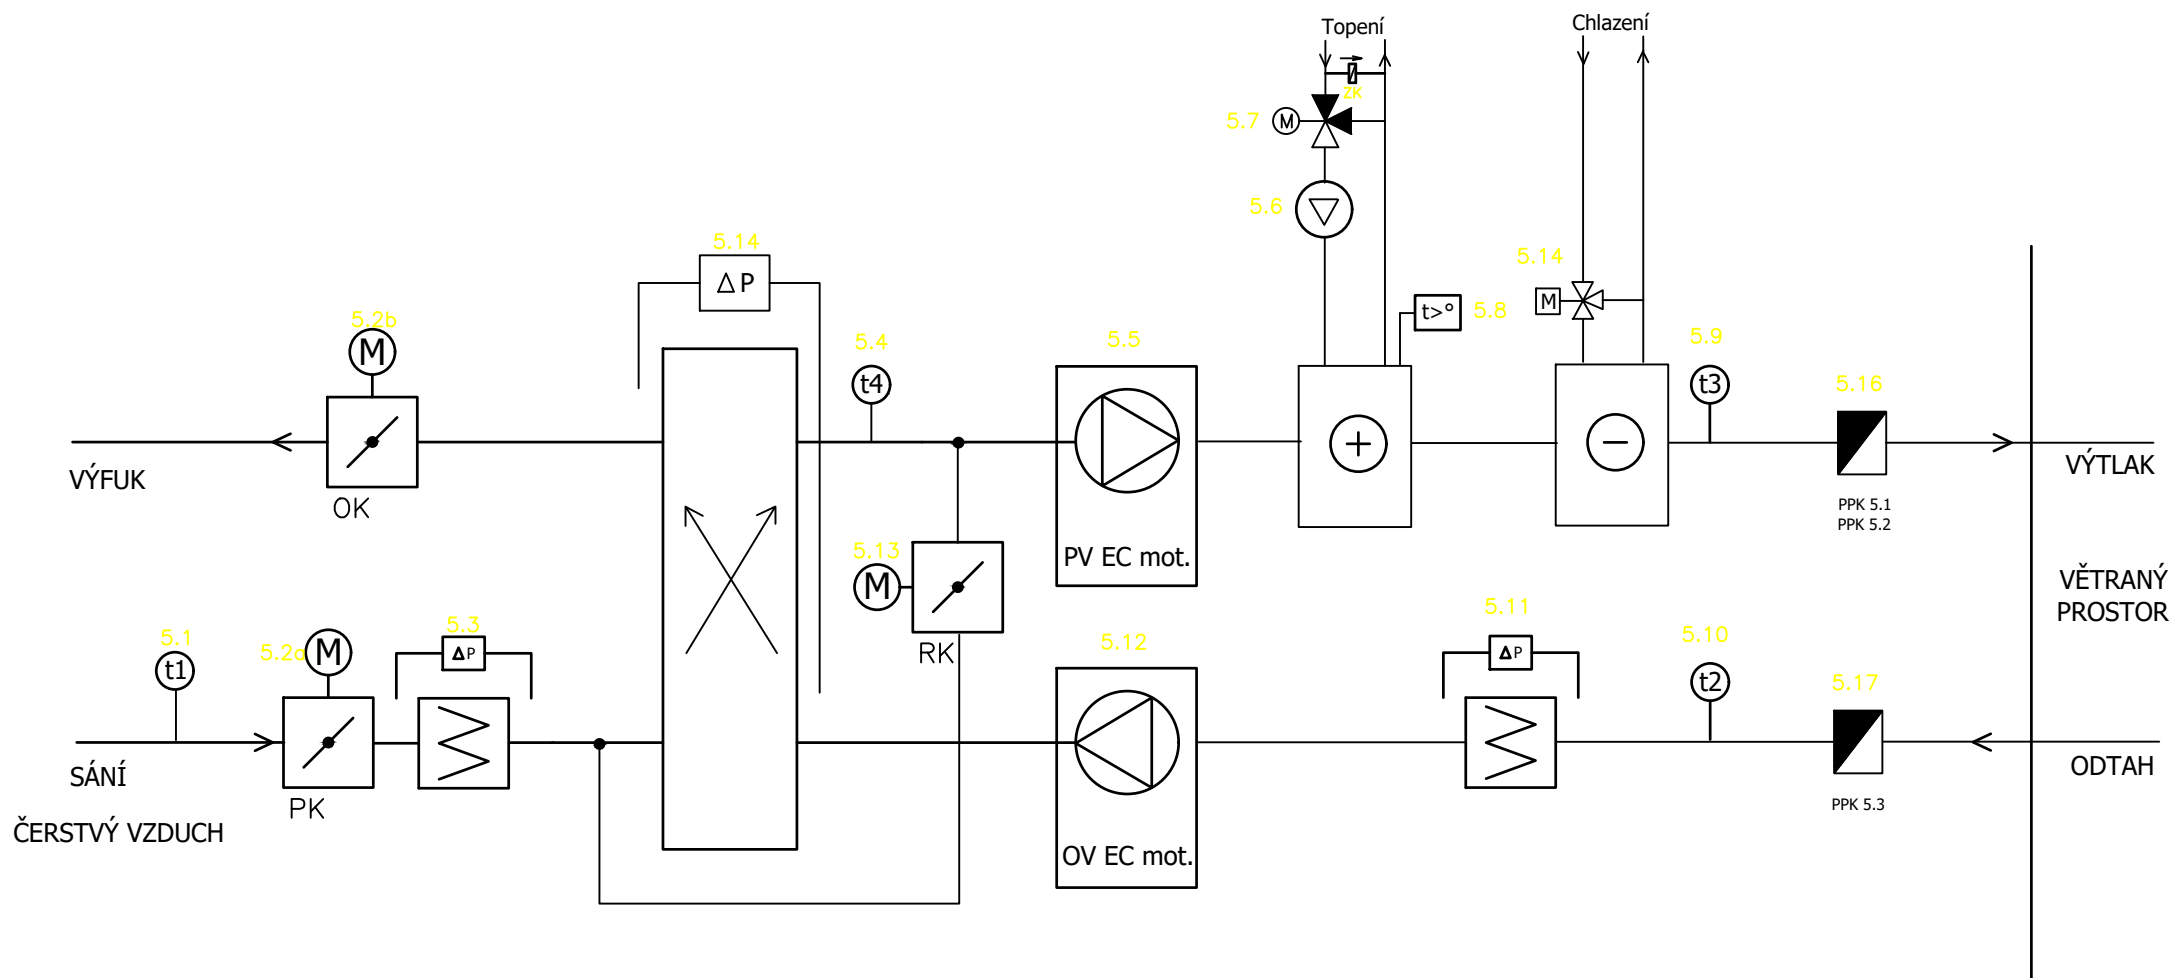 Topení
Chlazení
ZK
5.7
M
5.6
5.14
Δ P
5.14
M
t>°
5.8
5.2b
M
5.4
t4
5.5
5.9
t3
5.16
VÝFUK
OK
VÝTLAK
PPK 5.1
PPK 5.2
5.13
M
PV EC mot.
VĚTRANÝ
PROSTOR
5.1
t1
5.2a
M
5.3
Δ P
RK
5.12
5.11
Δ P
5.10
t2
5.17
SÁNÍ
PK
ODTAH
PPK 5.3
ČERSTVÝ VZDUCH
OV EC mot.